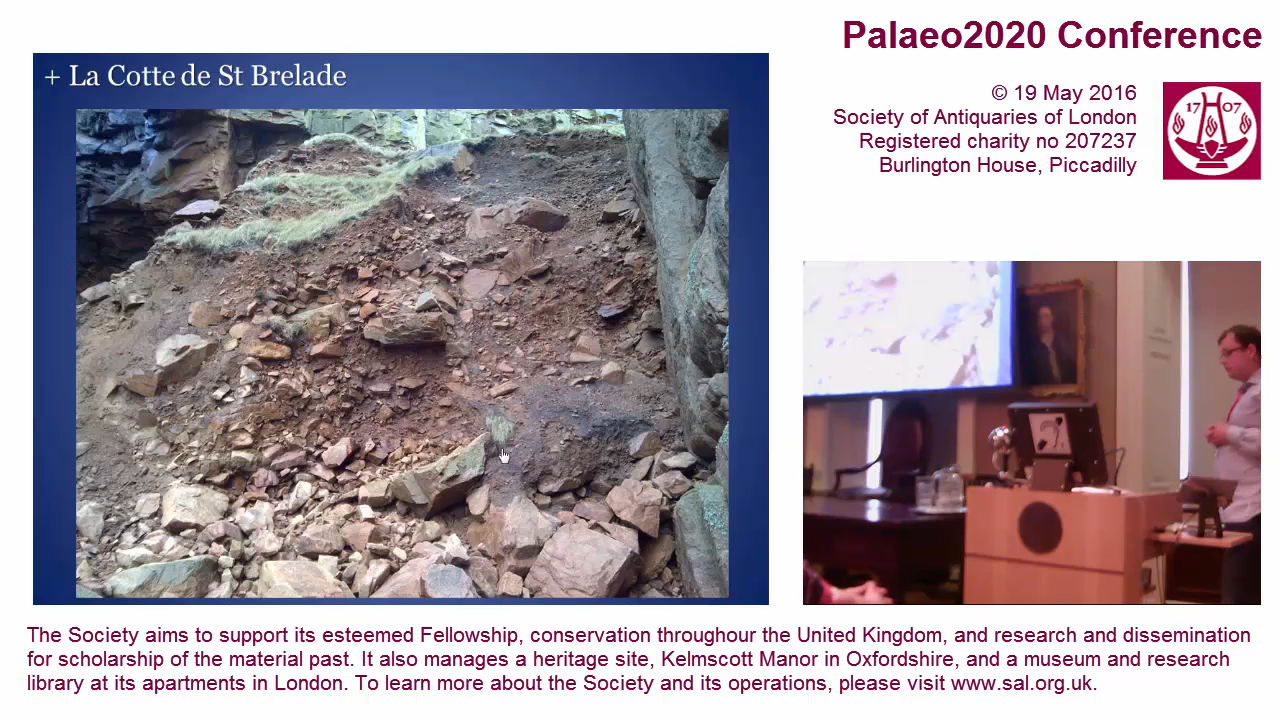 Palaeo2020 Conference
+ La Cotte de St Brelade
© 19 May 2016
Society of Antiquaries of London
Registered charity no 207237
Burlington House, Piccadilly
17 07
The Society aims to support its esteemed Fellowship, conservation throughour the United Kingdom, and research and dissemination
for scholarship of the material past. It also manages a heritage site, Kelmscott Manor in Oxfordshire, and a museum and research
library at its apartments in London. To learn more about the Society and its operations, please visit www.sal.org.uk.